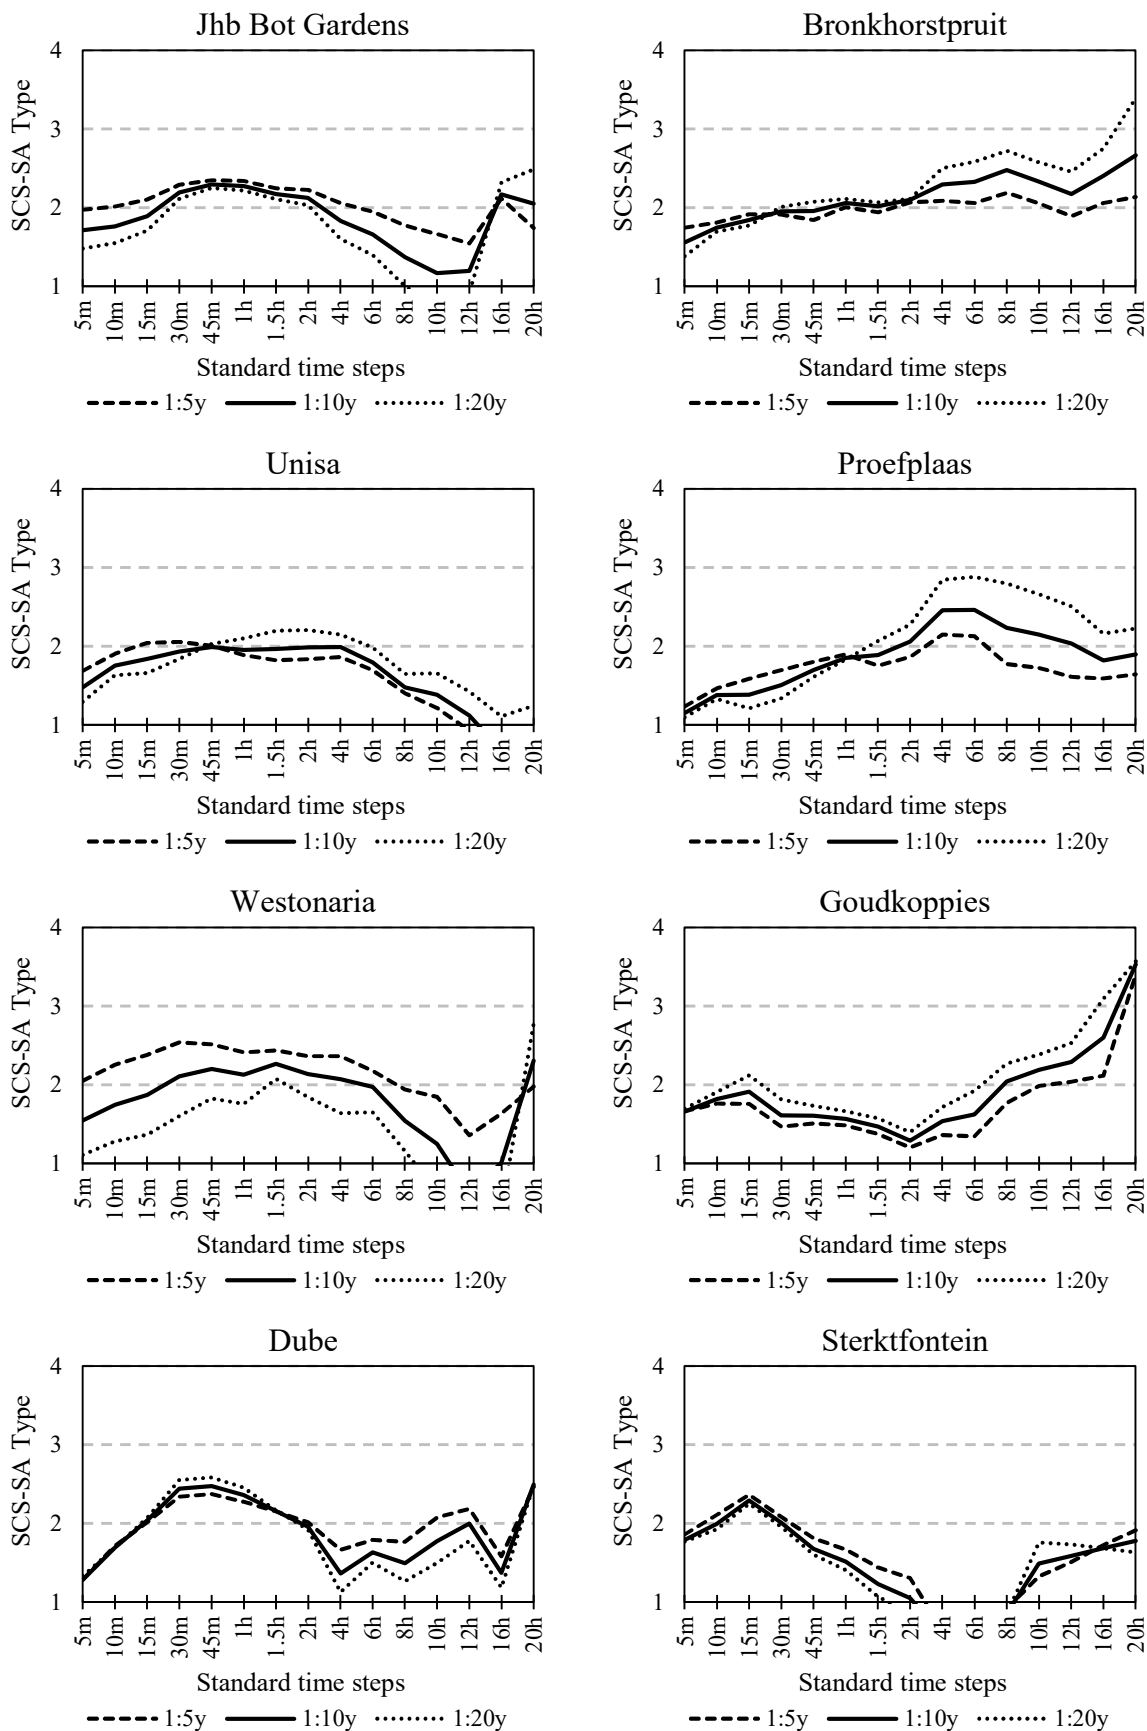 Jhb Bot Gardens
SCS-SA Type
4
3
2
1
5m 10m 15m 30m 45m 1h 1.5h 2h 4h 6h 8h 10h 12h 16h 20h
Standard time steps
1:5y 1:10y 1:20y
Bronkhorstpruit
SCS-SA Type
4
3
2
1
5m 10m 15m 30m 45m 1h 1.5h 2h 4h 6h 8h 10h 12h 16h 20h
Standard time steps
1:5y 1:10y 1:20y
Unisa
SCS-SA Type
4
3
2
1
5m 10m 15m 30m 45m 1h 1.5h 2h 4h 6h 8h 10h 12h 16h 20h
Standard time steps
1:5y 1:10y 1:20y
Proefplaas
SCS-SA Type
4
3
2
1
5m 10m 15m 30m 45m 1h 1.5h 2h 4h 6h 8h 10h 12h 16h 20h
Standard time steps
1:5y 1:10y 1:20y
Westonaria
SCS-SA Type
4
3
2
1
5m 10m 15m 30m 45m 1h 1.5h 2h 4h 6h 8h 10h 12h 16h 20h
Standard time steps
1:5y 1:10y 1:20y
Goudkoppies
SCS-SA Type
4
3
2
1
5m 10m 15m 30m 45m 1h 1.5h 2h 4h 6h 8h 10h 12h 16h 20h
Standard time steps
1:5y 1:10y 1:20y
Dube
SCS-SA Type
4
3
2
1
5m 10m 15m 30m 45m 1h 1.5h 2h 4h 6h 8h 10h 12h 16h 20h
Standard time steps
1:5y 1:10y 1:20y
Sterktfontein
SCS-SA Type
4
3
2
1
5m 10m 15m 30m 45m 1h 1.5h 2h 4h 6h 8h 10h 12h 16h 20h
Standard time steps
1:5y 1:10y 1:20y